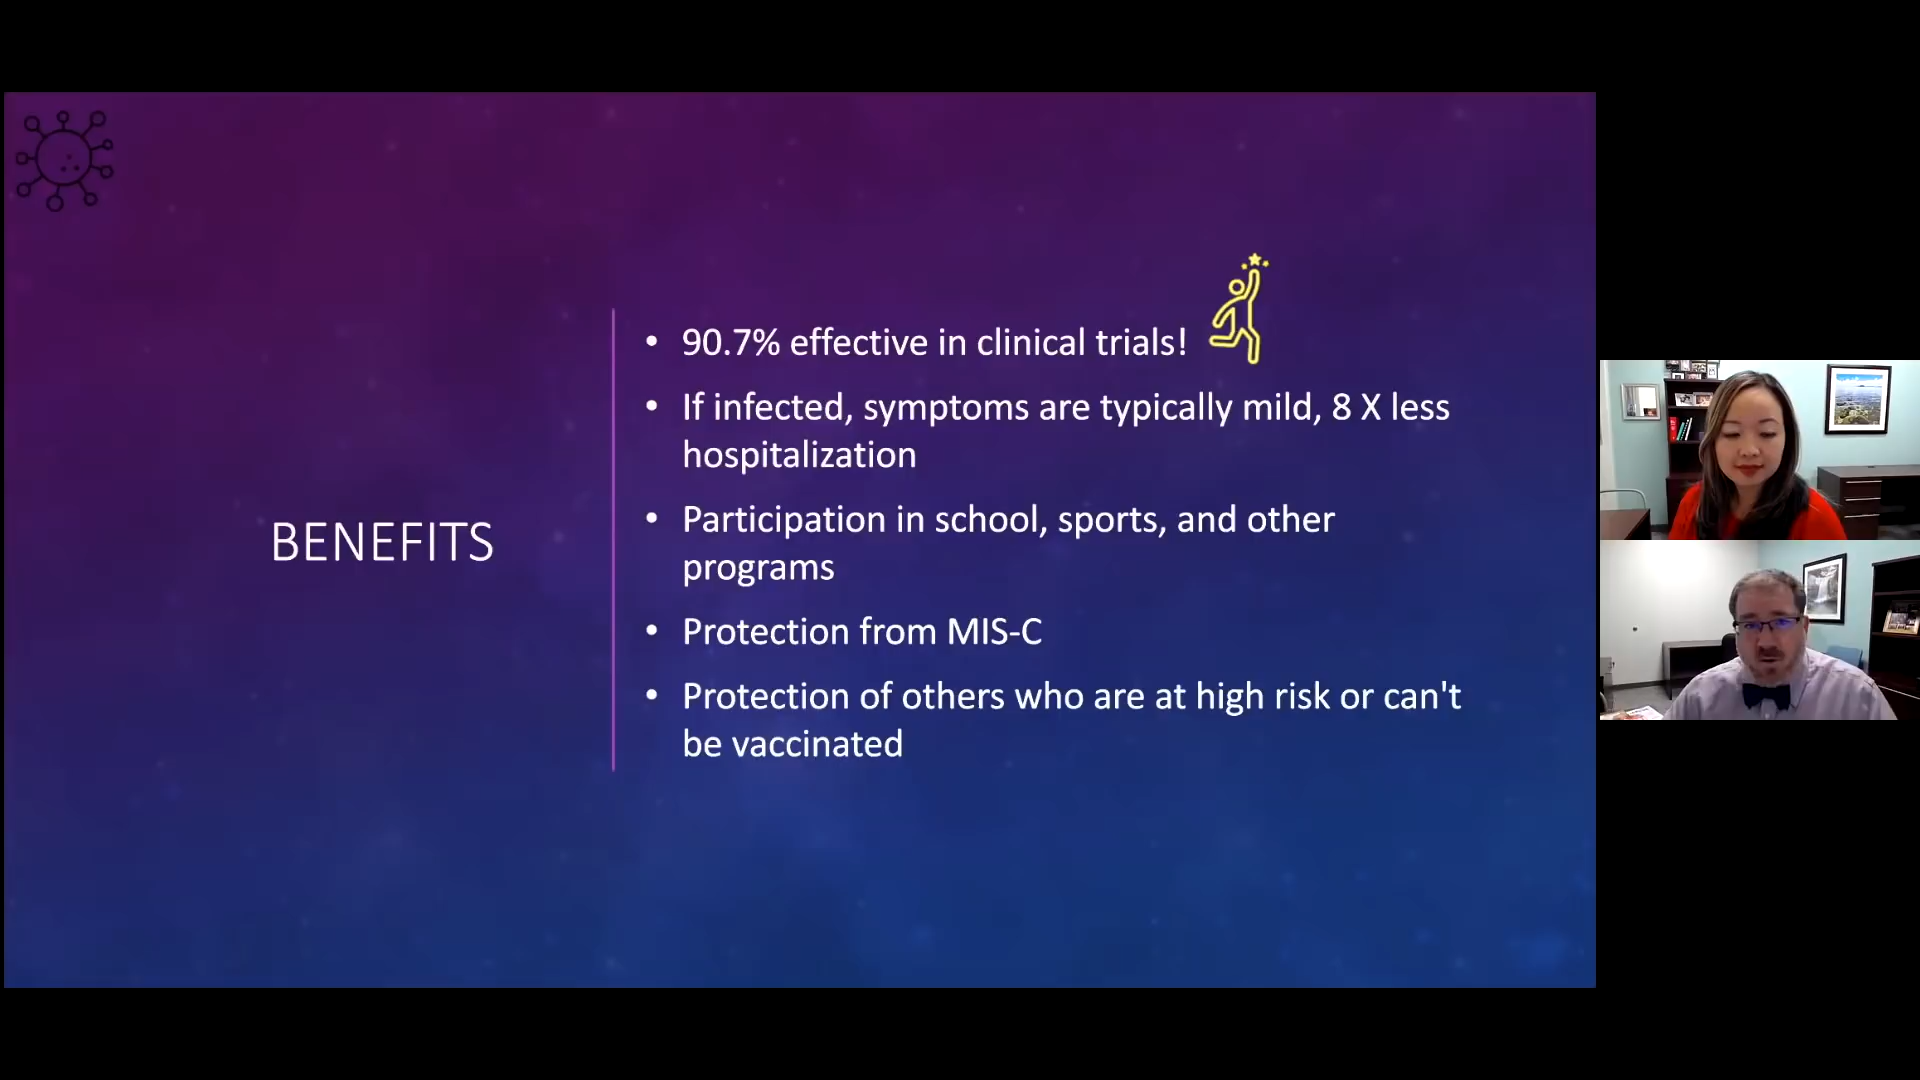 BENEFITS
• 90.7% effective in clinical trials!
• If infected, symptoms are typically mild, 8 X less
hospitalization
• Participation in school, sports, and other
programs
• Protection from MIS-C
• Protection of others who are at high risk or can't
be vaccinated